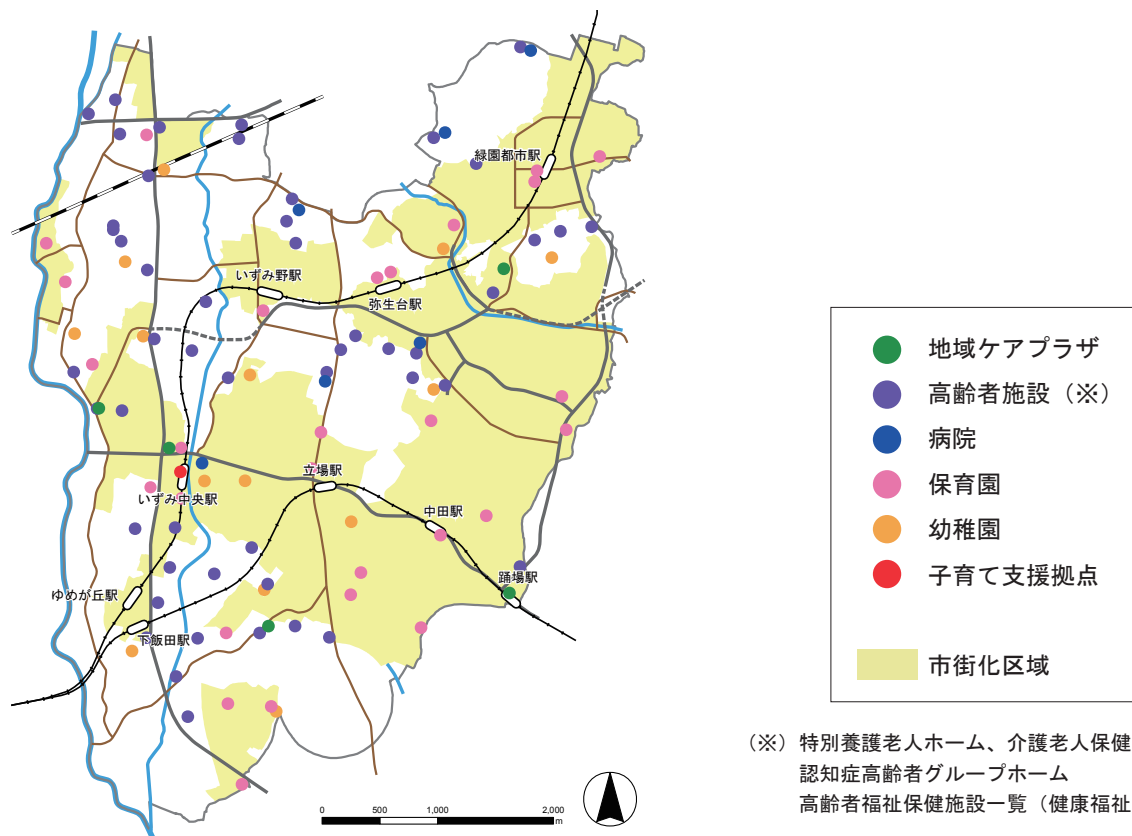 緑園都市駅
いずみ野駅
弥生台駅
立場駅
いずみ中央駅
中田駅
踊場駅
ゆめが丘駅
下飯田駅
0 500 1,000 2,000
m
地域ケアプラザ
高齢者施設（※）
病院
保育園
幼稚園
子育て支援拠点
市街化区域
（※）特別養護老人ホーム、介護老人保健
認知症高齢者グループホーム
高齢者福祉保健施設一覧（健康福祉